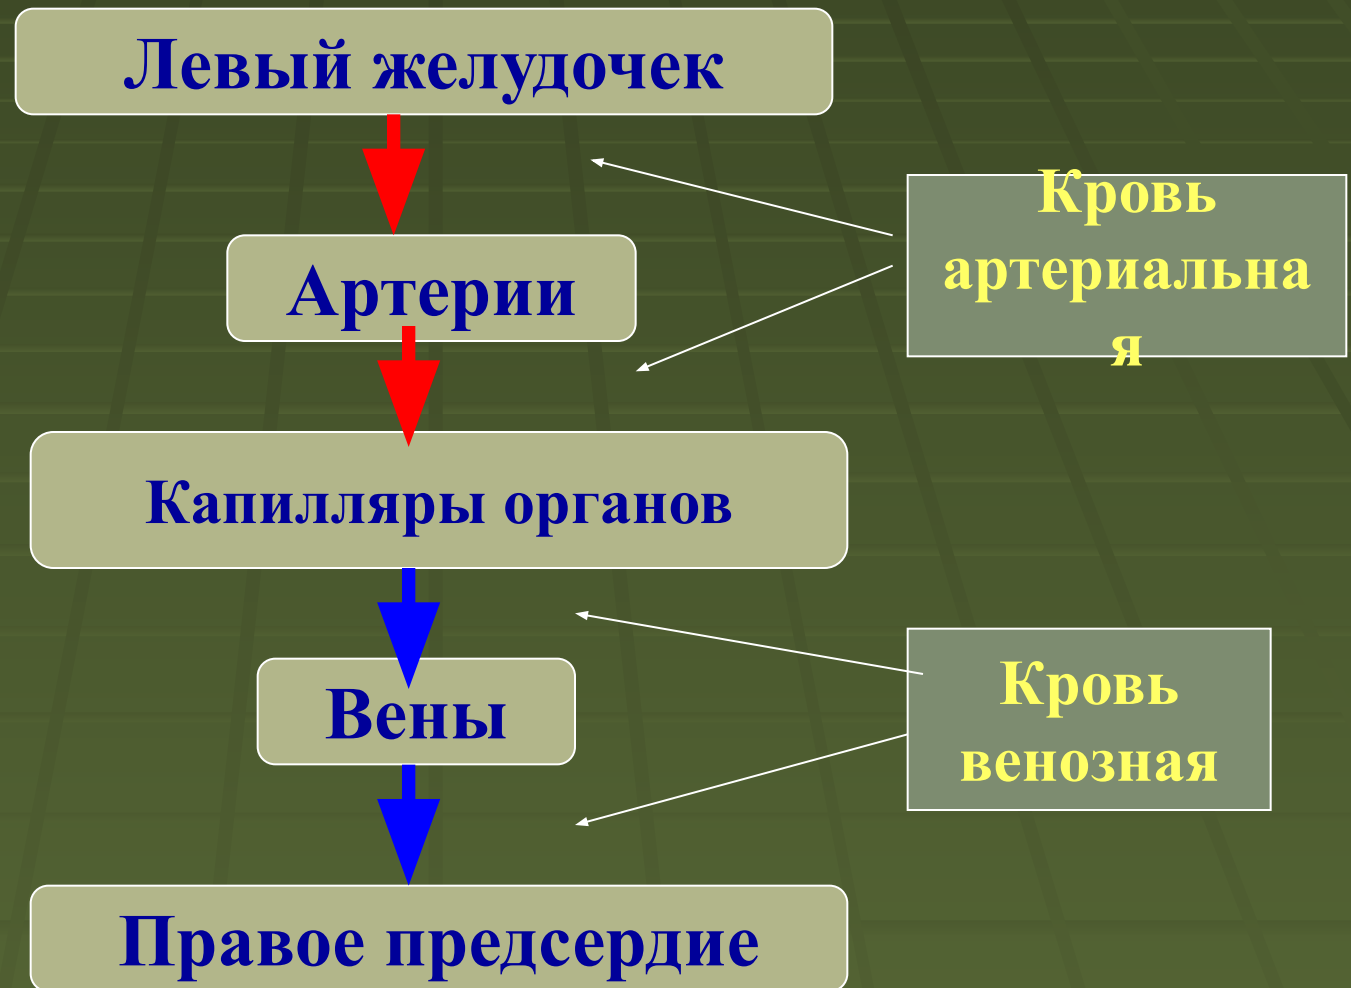 Левый желудочек
Кровь
артериальна
я
Артерии
Капилляры органов
Кровь
венозная
Вены
Правое предсердие